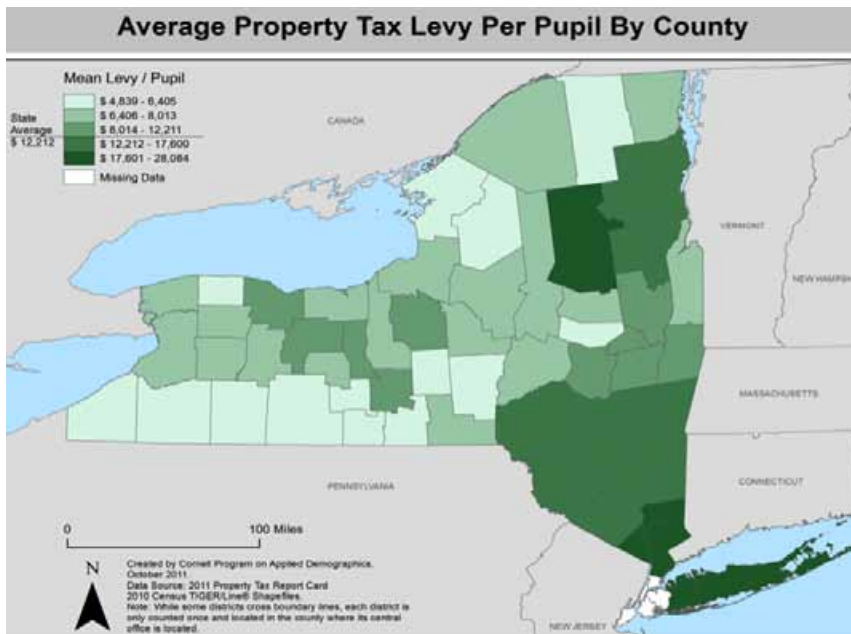 Average Property Tax Levy Per Pupil By County
Mean Levy / Pupil
$ 4,839 - 6,405
$ 6,406 - 8,013
$ 8,014 - 12,211
$ 12,212 - 17,600
$ 17,601 - 28,084
Missing Data
State
Average
$ 12,212
CANADA
VERMONT
NEW HAMPSH
MASSACHUSETTS
CONNECTICUT
PENNSYLVANIA
NEW JERSEY
0 100 Miles
N
Created by Cornell Program on Applied Demographics,
October 2011.
Data Source: 2011 Property Tax Report Card
2010 Census TIGER/Line® Shapefiles.
Note: While some districts cross boundary lines, each district is
only counted once and located in the county where its central
office is located.